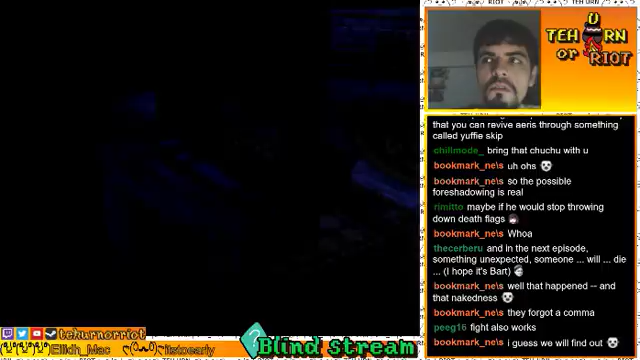 TEH URN
or RIOT
that you can revive aeris through something
called yuffie skip
chillmode_ bring that chuchu with u
bookmark_ne\s uh ohs
bookmark_ne\s so the possible
foreshadowing is real
rimitto maybe if he would stop throwing
down death flags
bookmark_ne\s Whoa
thecerberu and in the next episode,
something unexpected, someone ... will ... die
... (I hope it's Bart)
bookmark_ne\s well that happened -- and
that nakedness
bookmark_ne\s they forgot a comma
peeg16 fight also works
bookmark_ne\s i guess we will find out
tehurnorriot
Ellich_Mac
listoearly
Blind Stream